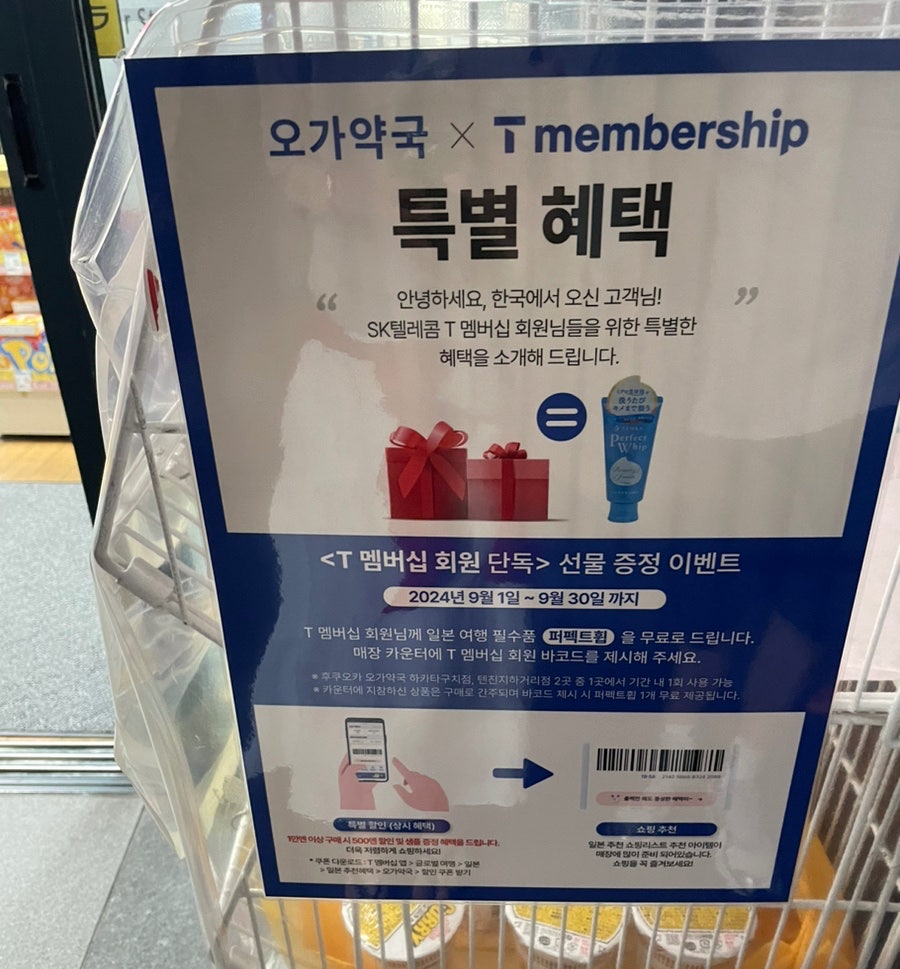 오가약국 × T membership
특별 혜택
“ 안녕하세요, 한국에서 오신 고객님! ”
SK텔레콤 T 멤버십 회원님들을 위한 특별한
혜택을 소개해 드립니다.
洗うたび
キメまで整う
Perfect
Whip
<T 멤버십 회원 단독> 선물 증정 이벤트
2024년 9월 1일 ~ 9월 30일 까지
T 멤버십 회원님께 일본 여행 필수품 퍼펙트휩 을 무료로 드립니다.
매장 카운터에 T 멤버십 회원 바코드를 제시해 주세요.
※ 후쿠오카 오가약국 하카타구치점, 텐진지하거리점 2곳 중 1곳에서 기간 내 1회 사용 가능
※ 카운터에 지참하신 상품은 구매로 간주되며 바코드 제시 시 퍼펙트휩 1개 무료 제공됩니다.
특별 할인 (상시 혜택)
1만엔 이상 구매 시 500엔 할인 및 샘플 증정 혜택을 드립니다.
더욱 저렴하게 쇼핑하세요!
* 쿠폰 다운로드 : T 멤버십 앱 > 글로벌 여행 > 일본
> 일본 추천혜택 > 오가약국 > 할인 쿠폰 받기
쇼핑 추천
일본 추천 쇼핑리스트 추천 아이템이
매장에 많이 준비 되어있습니다.
쇼핑을 꼭 즐겨보세요!